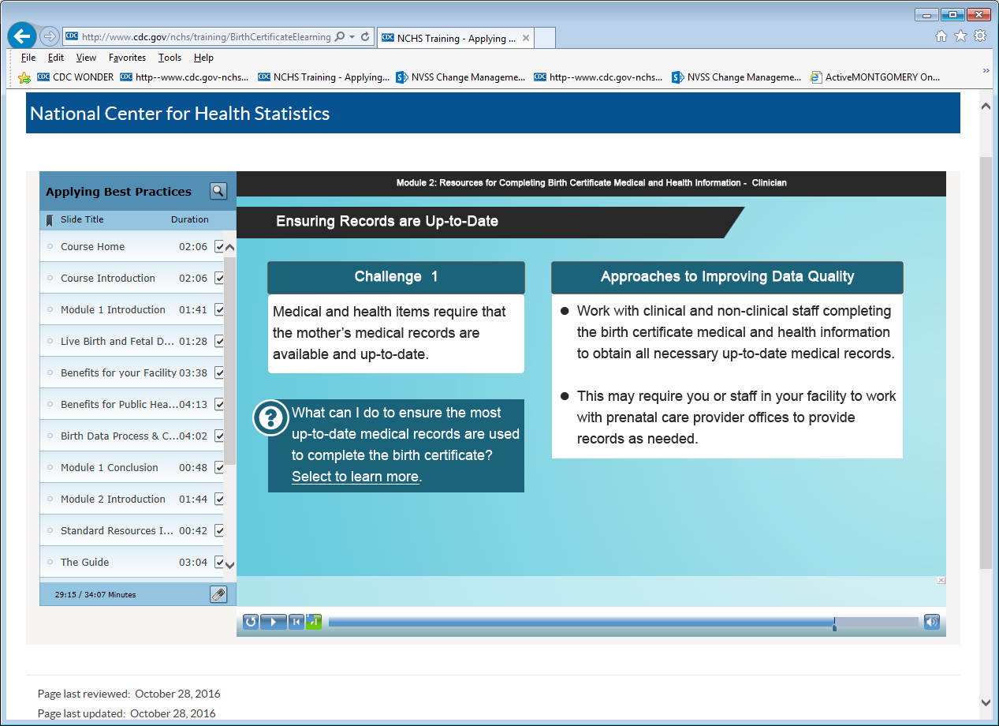 CDC http://www.cdc.gov/nchs/training/BirthCertificateElearning
CDC NCHS Training - Applying ...
File Edit View Favorites Tools Help
CDC CDC WONDER CDC http--www.cdc.gov-nchs... CDC NCHS Training - Applying... S NVSS Change Manageme... CDC http--www.cdc.gov-nchs... S NVSS Change Manageme... ActiveMONTGOMERY On...
National Center for Health Statistics
Applying Best Practices
Slide Title Duration
Course Home 02:06
Course Introduction 02:06
Module 1 Introduction 01:41
Live Birth and Fetal D... 01:28
Benefits for your Facility 03:38
Benefits for Public Hea... 04:13
Birth Data Process & C... 04:02
Module 1 Conclusion 00:48
Module 2 Introduction 01:44
Standard Resources I... 00:42
The Guide 03:04
29:15 / 34:07 Minutes
Module 2: Resources for Completing Birth Certificate Medical and Health Information - Clinician
Ensuring Records are Up-to-Date
Challenge 1
Medical and health items require that
the mother's medical records are
available and up-to-date.
? What can I do to ensure the most
up-to-date medical records are used
to complete the birth certificate?
Select to learn more.
Approaches to Improving Data Quality
● Work with clinical and non-clinical staff completing
the birth certificate medical and health information
to obtain all necessary up-to-date medical records.
● This may require you or staff in your facility to work
with prenatal care provider offices to provide
records as needed.
Page last reviewed: October 28, 2016
Page last updated: October 28, 2016